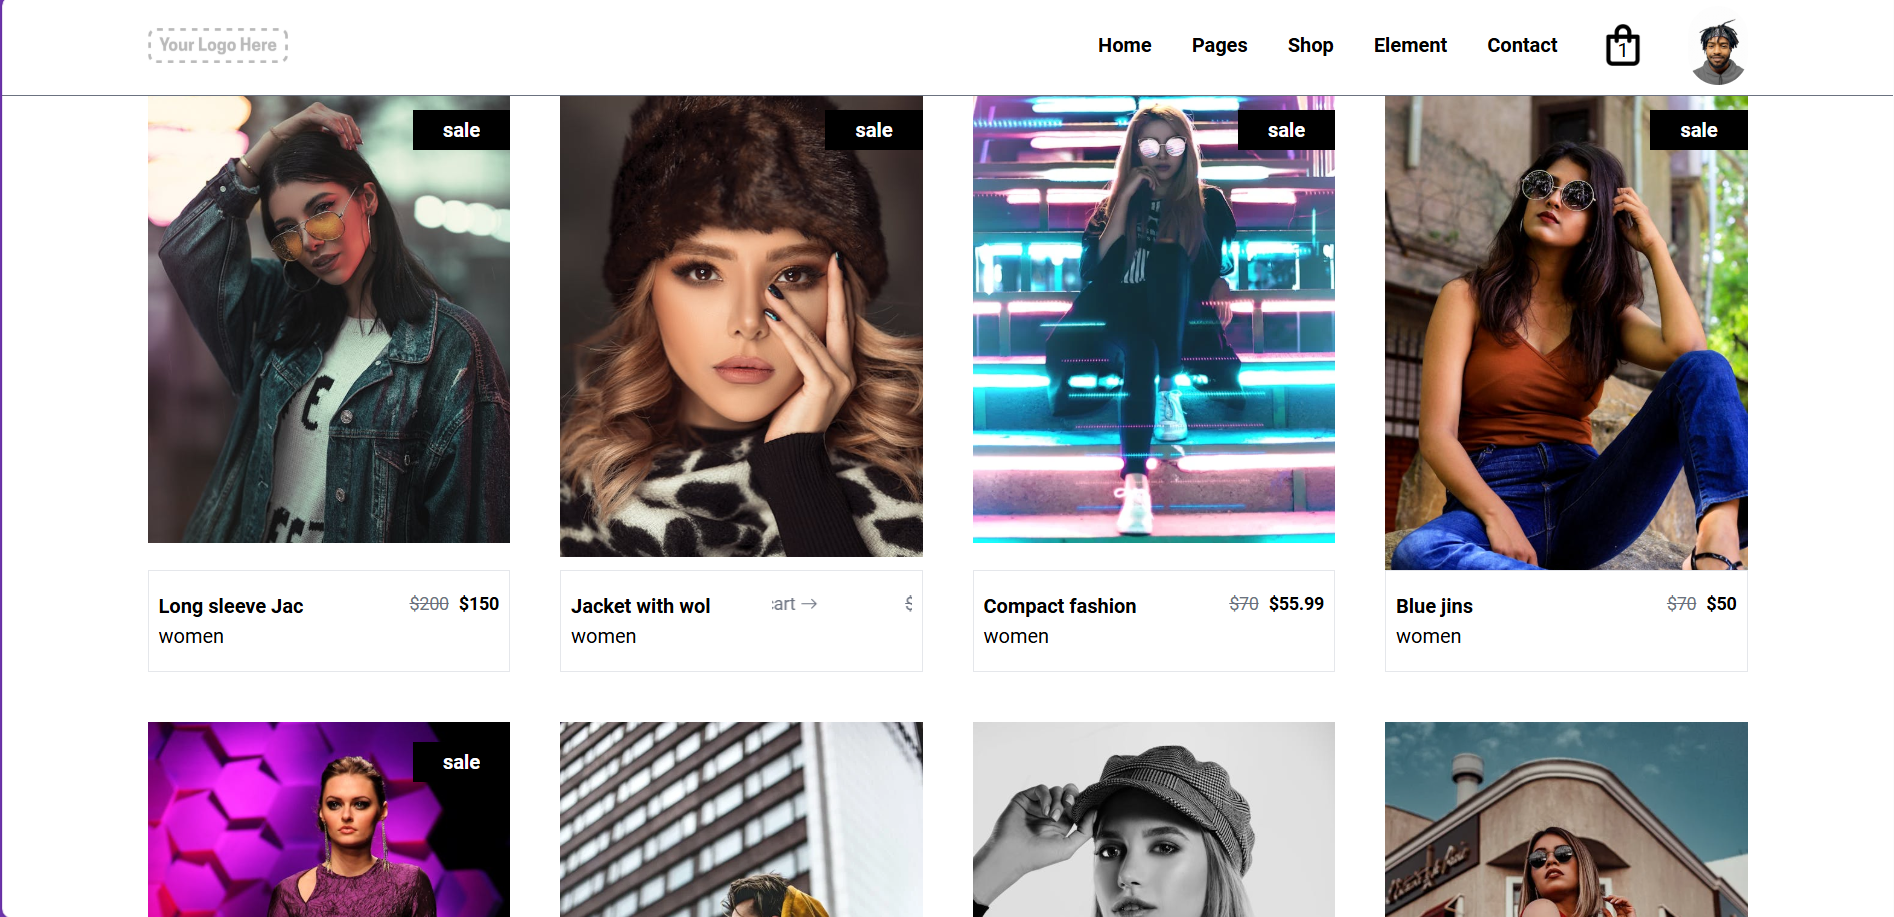 Your Logo Here
Home Pages Shop Element Contact 1
sale sale sale sale
Long sleeve Jac $200 $150
women
Jacket with wol cart → $
women
Compact fashion $70 $55.99
women
Blue jins $70 $50
women
sale